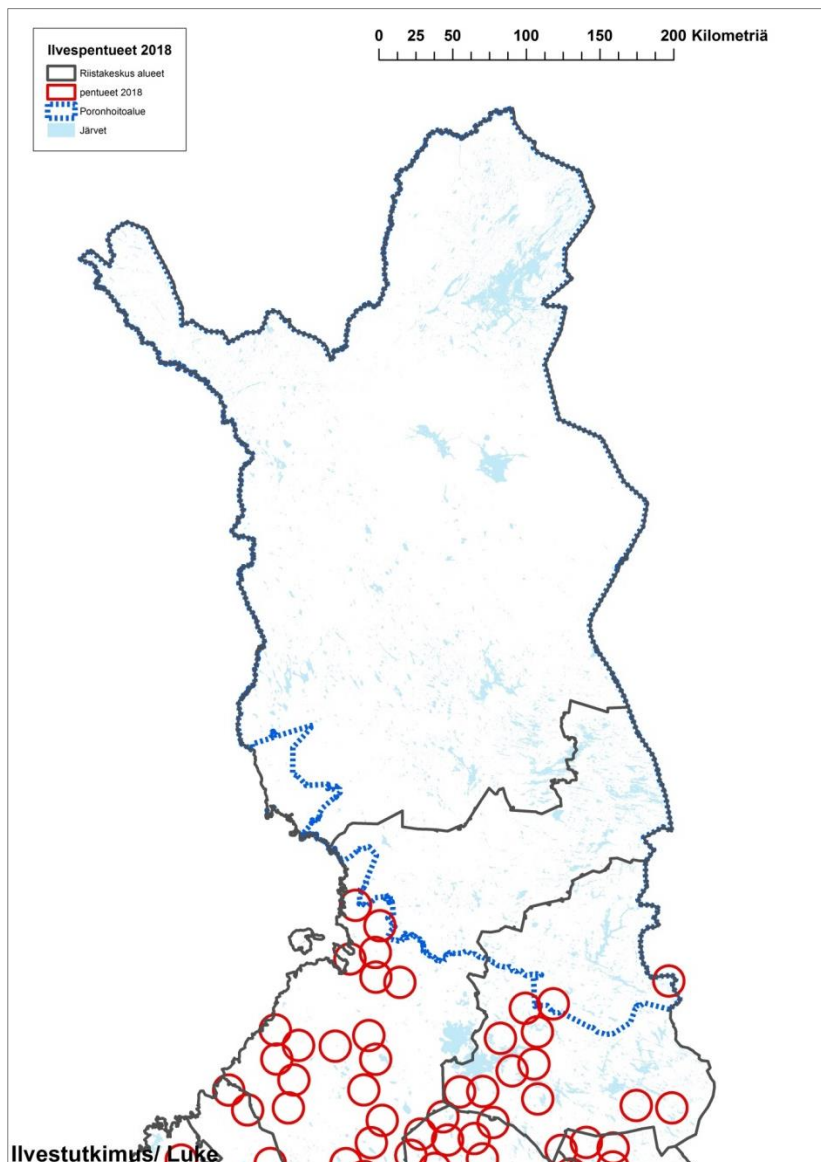 Ilvespentueet 2018
Riistakeskus alueet
pentueet 2018
Poronhoitoalue
Järvet
0 25 50 100 150 200 Kilometriä
Ilvestutkimus/ Luke